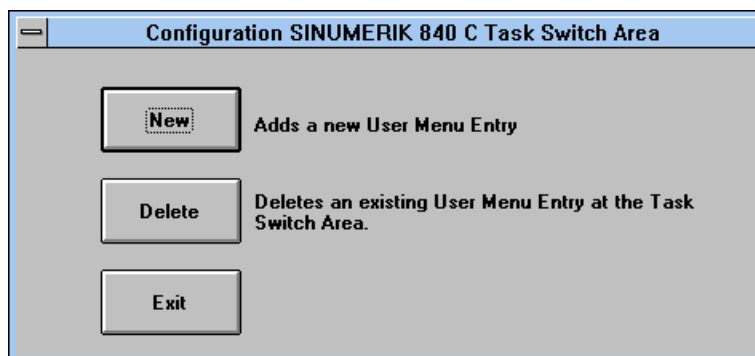 Configuration SINUMERIK 840 C Task Switch Area
New
Adds a new User Menu Entry
Delete
Deletes an existing User Menu Entry at the Task
Switch Area.
Exit